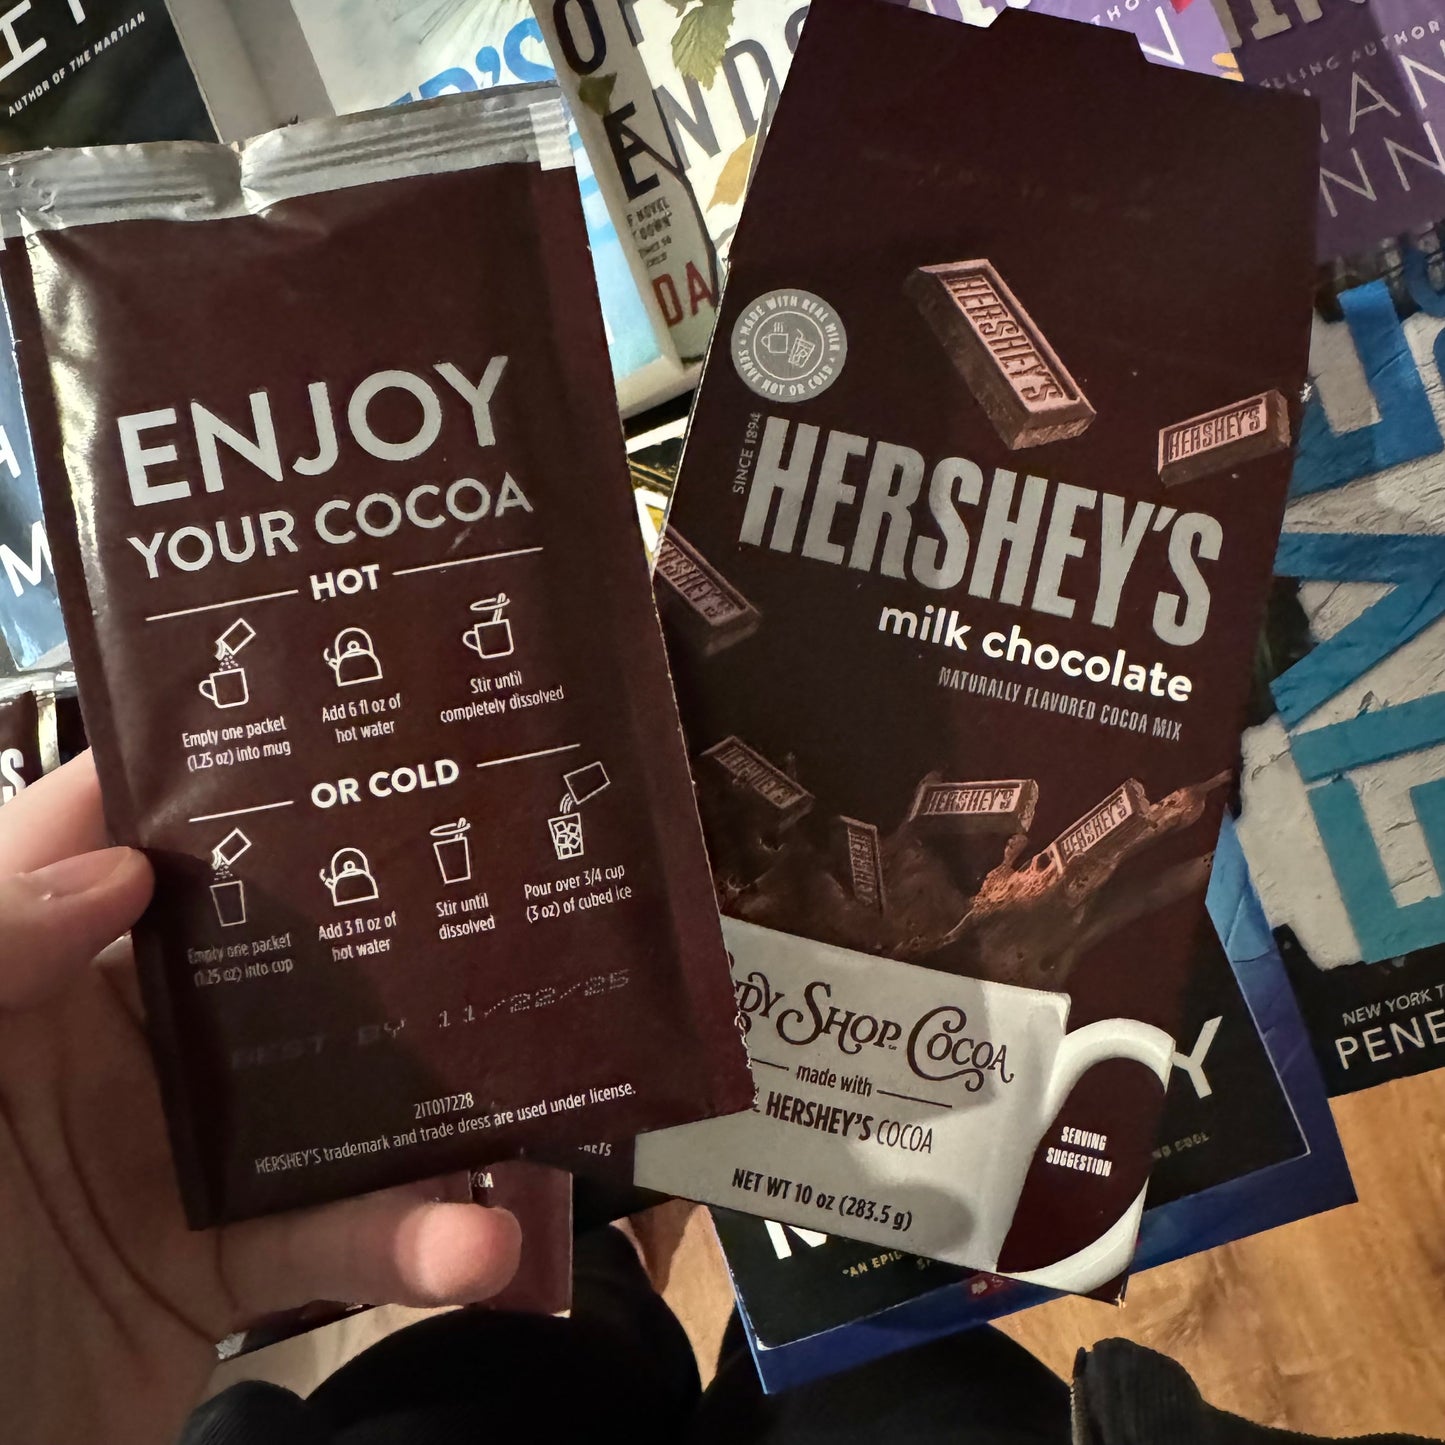 AUTHOR OF THE MARTIAN
ENJOY
YOUR COCOA
HOT
Empty one packet
(1.25 oz) into mug
Add 6 fl oz of
hot water
Stir until
completely dissolved
OR COLD
Empty one packet
(1.25 oz) into cup
Add 3 fl oz of
hot water
Stir until
dissolved
Pour over 3/4 cup
(3 oz) of cubed ice
BEST BY
21T017228
HERSHEY'S trademark and trade dress are used under license.
MADE WITH REAL MILK
SERVE HOT OR COLD
HERSHEY'S
HERSHEY'S
SINCE 1894
HERSHEY'S
milk chocolate
NATURALLY FLAVORED COCOA MIX
HERSHEY'S
HERSHEY'S
HERSHEY'S
HERSHEY'S
HERSHEY'S
SHOP COCOA
made with
HERSHEY'S COCOA
NET WT 10 oz (283.5 g)
SERVING
SUGGESTION
NEW YORK